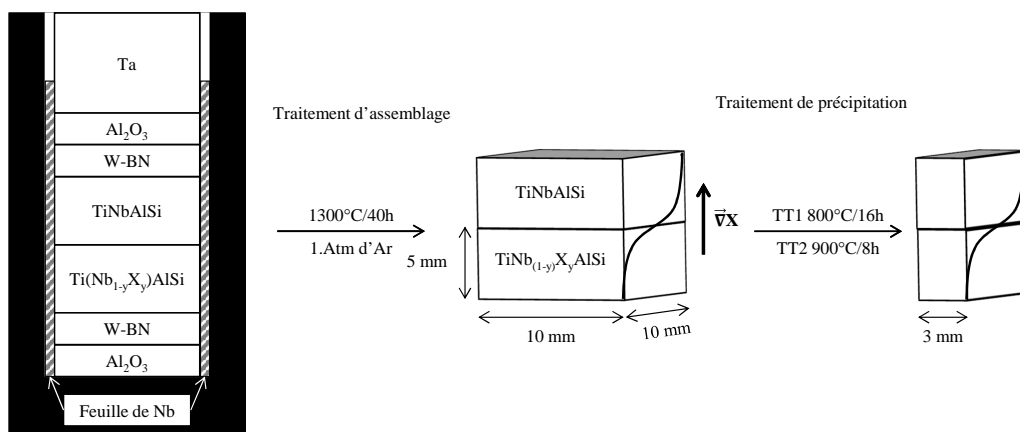 Ta
Al₂O₃
W-BN
TiNbAlSi
Ti(Nb₁₋yXy)AlSi
W-BN
Al₂O₃
Feuille de Nb
Traitement d'assemblage
1300°C/40h
1.Atm d'Ar
TiNbAlSi
TiNb(1-y)XyAlSi
5 mm
10 mm
10 mm
∇X
Traitement de précipitation
TT1 800°C/16h
TT2 900°C/8h
3 mm